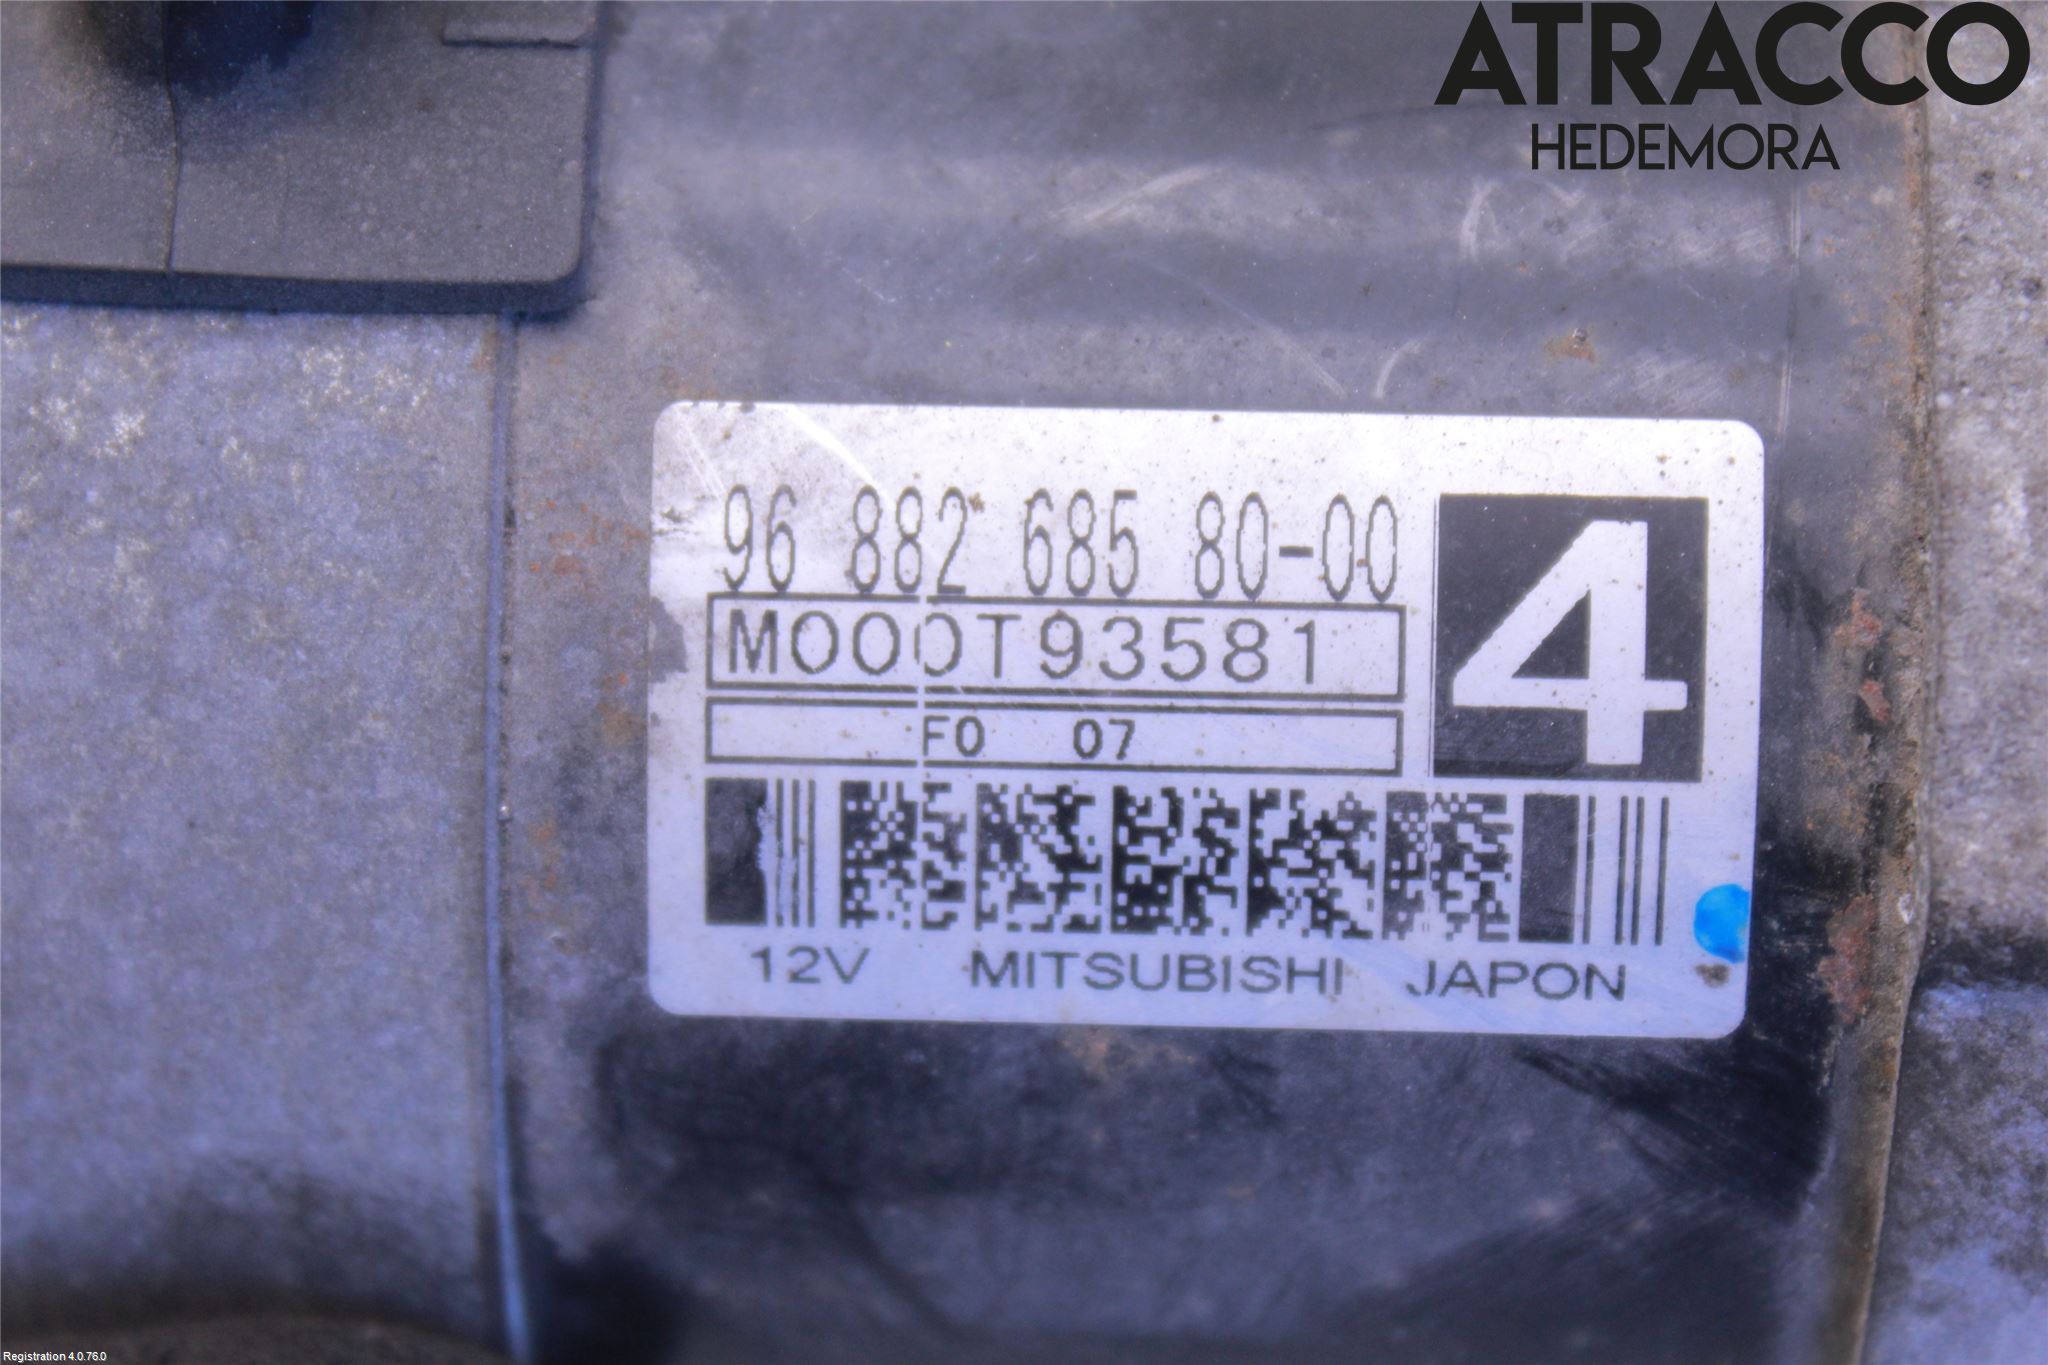 ATRACCO
HEDEMORA
96 882 685 80-00
4
M000T93581
F0 07
12V MITSUBISHI JAPON
Registration 4.0.76.0